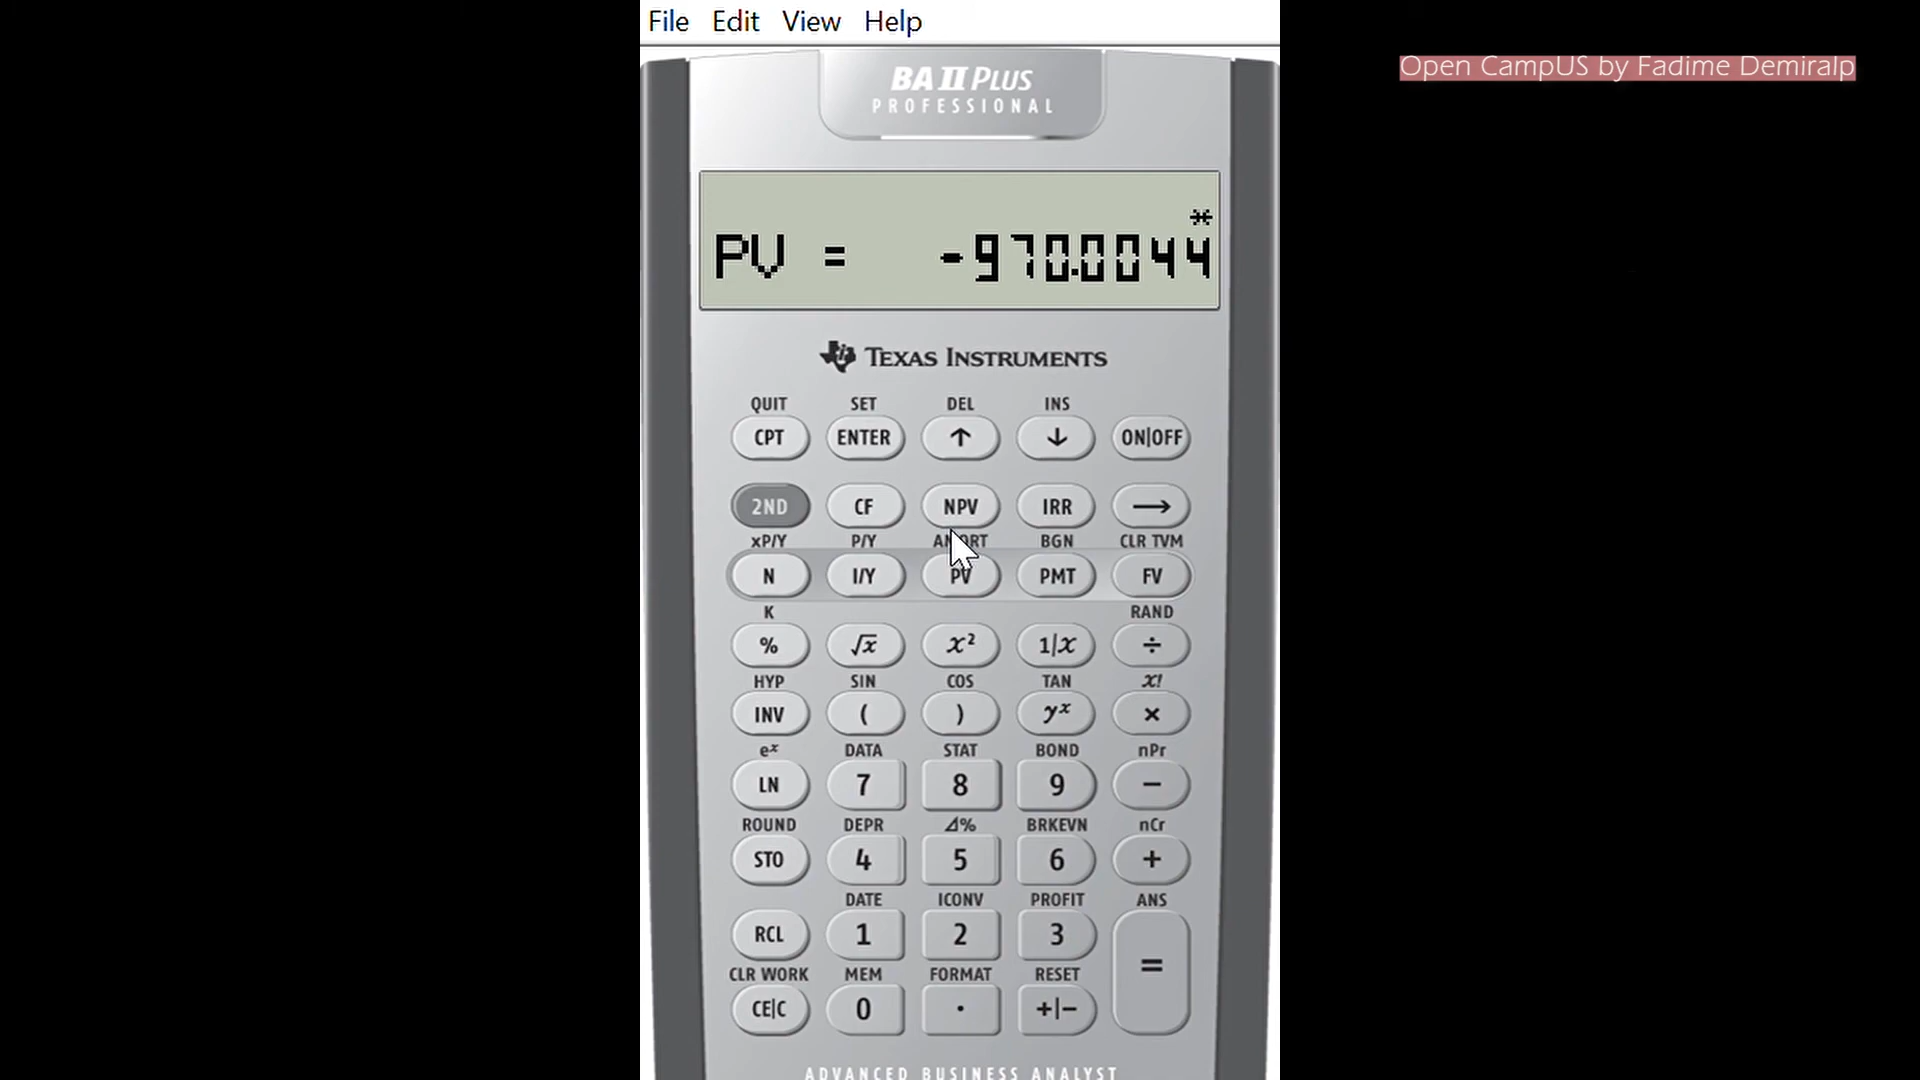 File Edit View Help
Open CampUS by Fadime Demiralp
BA II PLUS
PROFESSIONAL
*
PV = -970.0044
TEXAS INSTRUMENTS
QUIT SET DEL INS
CPT ENTER ↑ ↓ ON|OFF
2ND CF NPV IRR →
xP/Y P/Y AMORT BGN CLR TVM
N I/Y PV PMT FV
K RAND
% √x x² 1/x ÷
HYP SIN COS TAN x!
INV ( ) yˣ ×
eˣ DATA STAT BOND nPr
LN 7 8 9 −
ROUND DEPR Δ% BRKEVN nCr
STO 4 5 6 +
DATE ICONV PROFIT ANS
RCL 1 2 3 =
CLR WORK MEM FORMAT RESET
CE|C 0 . +|−
ADVANCED BUSINESS ANALYST